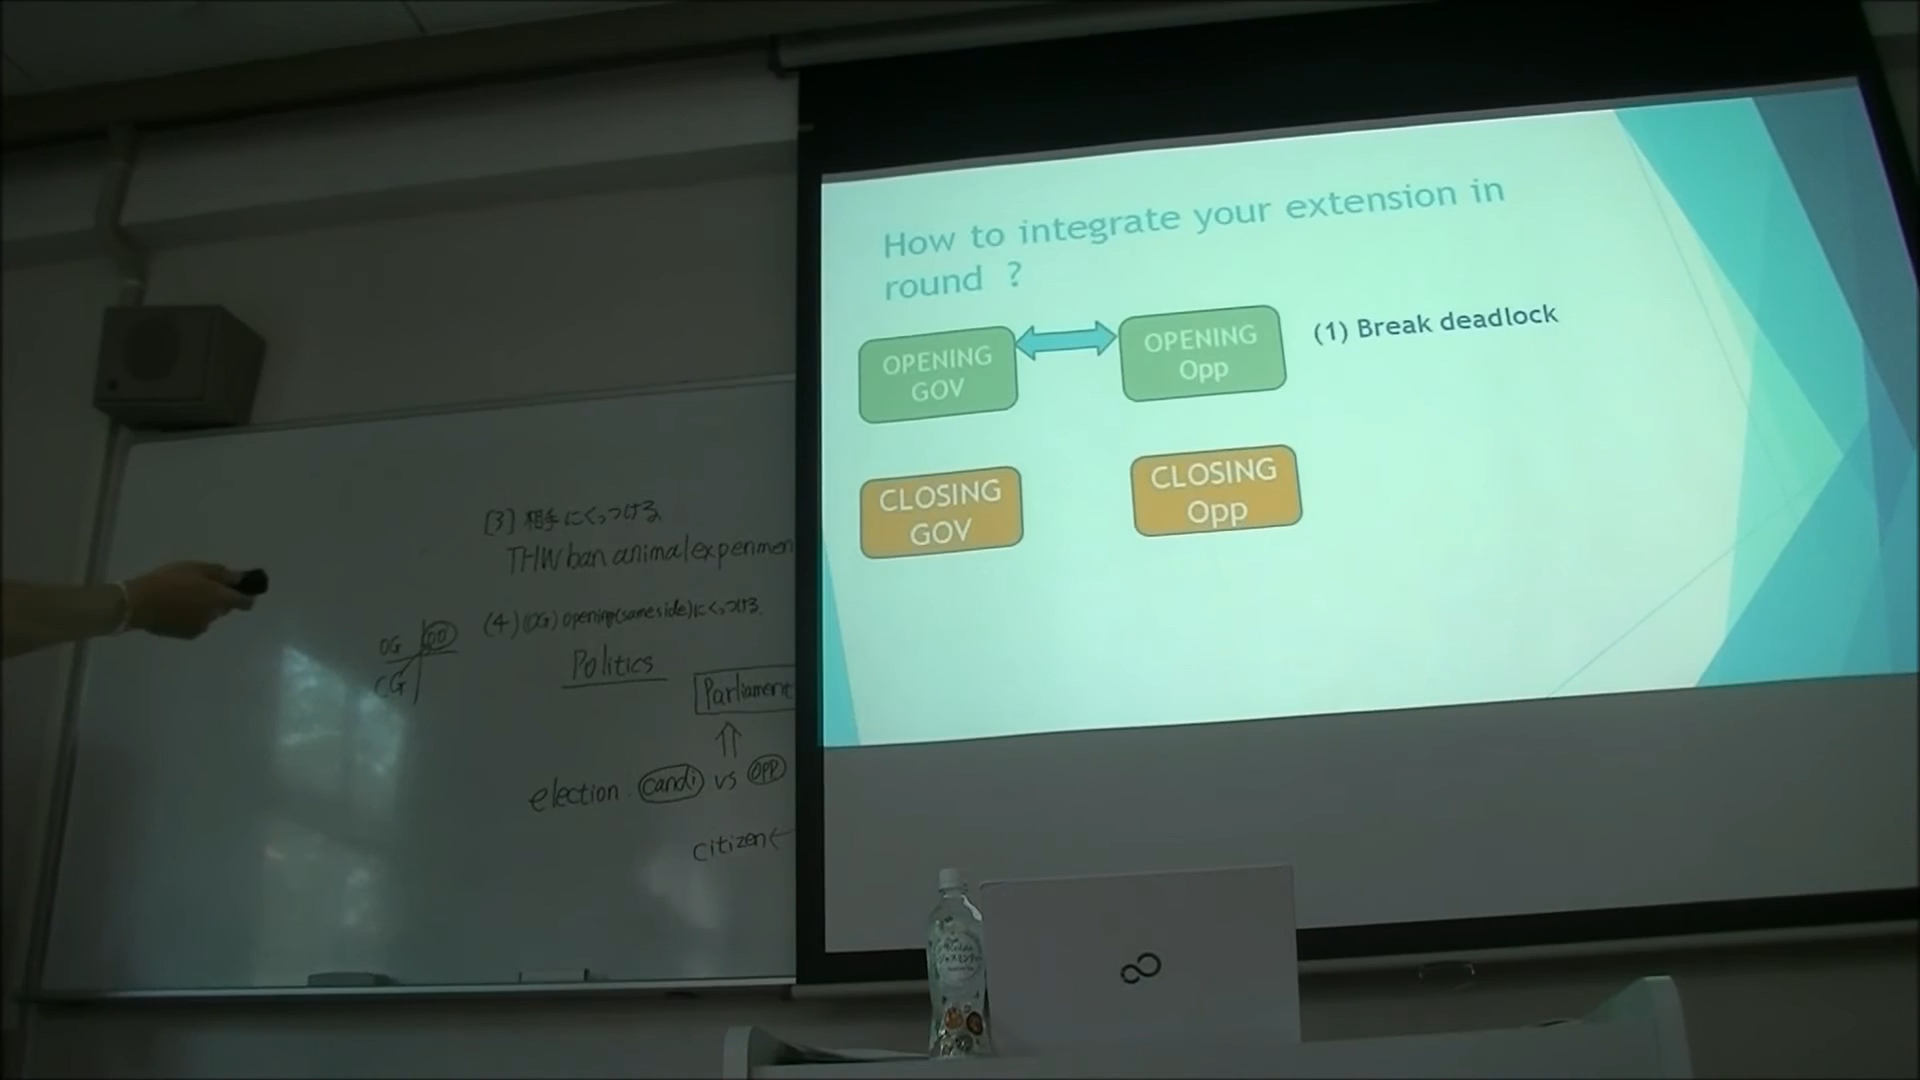 How to integrate your extension in
round ?
OPENING
GOV
OPENING
Opp
(1) Break deadlock
CLOSING
GOV
CLOSING
Opp
[3] 相手にくっつける
THW ban animal experimen
(4) (OG) opening (same side) にくっつける.
OG OO
CG
Politics
Parliament
election candi vs opp
citizen ←